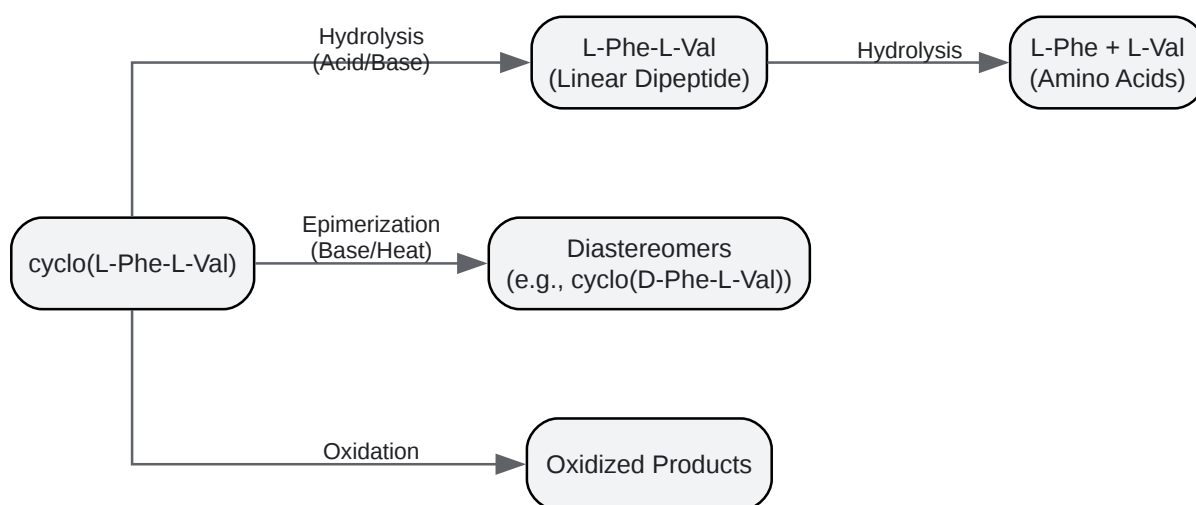 Hydrolysis
(Acid/Base)
L-Phe-L-Val
(Linear Dipeptide)
Hydrolysis
L-Phe + L-Val
(Amino Acids)
cyclo(L-Phe-L-Val)
Epimerization
(Base/Heat)
Diastereomers
(e.g., cyclo(D-Phe-L-Val))
Oxidation
Oxidized Products